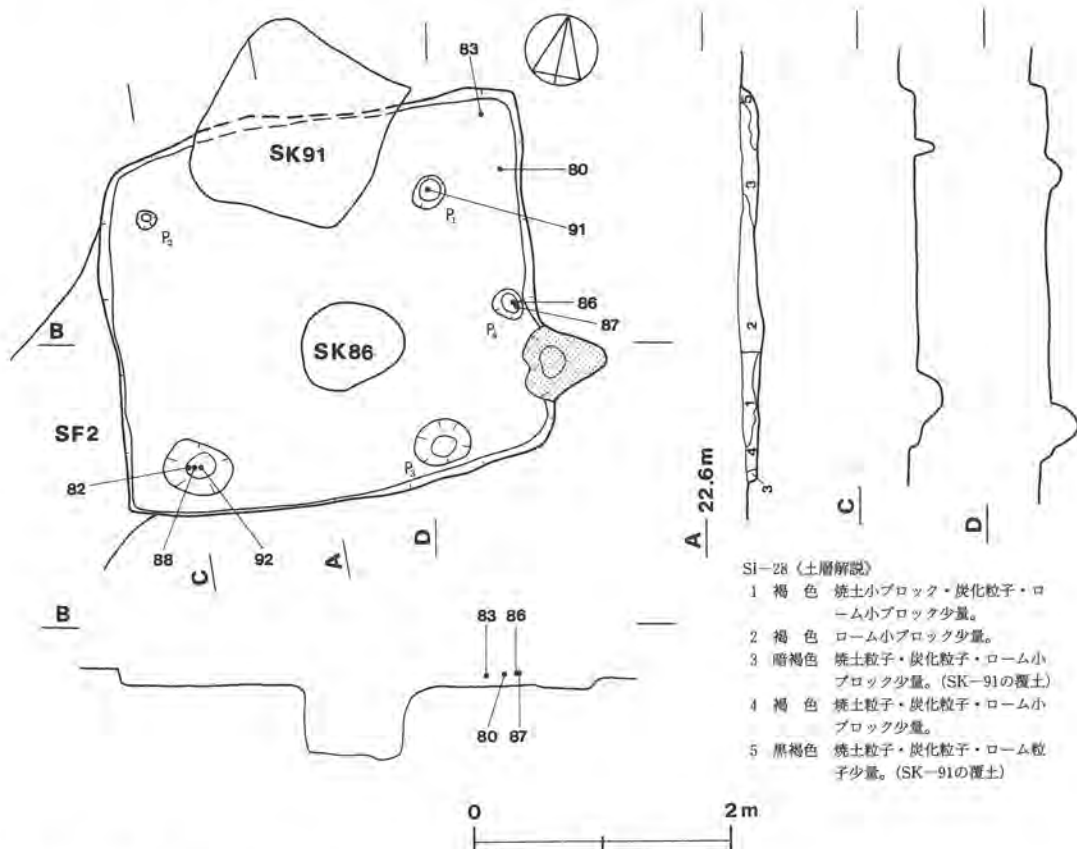 83
SK91
80
P1
91
P2
86
87
P4
B
SK86
SF2
P3
82
88
92
C
A
D
B
83
86
80
87
0
2m
5
3
2
1
4
3
A 22.6m
C
D
SI-28《土層解説》
1 褐色 焼土小ブロック・炭化粒子・ロ
ーム小ブロック少量。
2 褐色 ローム小ブロック少量。
3 暗褐色 焼土粒子・炭化粒子・ローム小
ブロック少量。(SK-91の覆土)
4 褐色 焼土粒子・炭化粒子・ローム小
ブロック少量。
5 黒褐色 焼土粒子・炭化粒子・ローム粒
子少量。(SK-91の覆土)